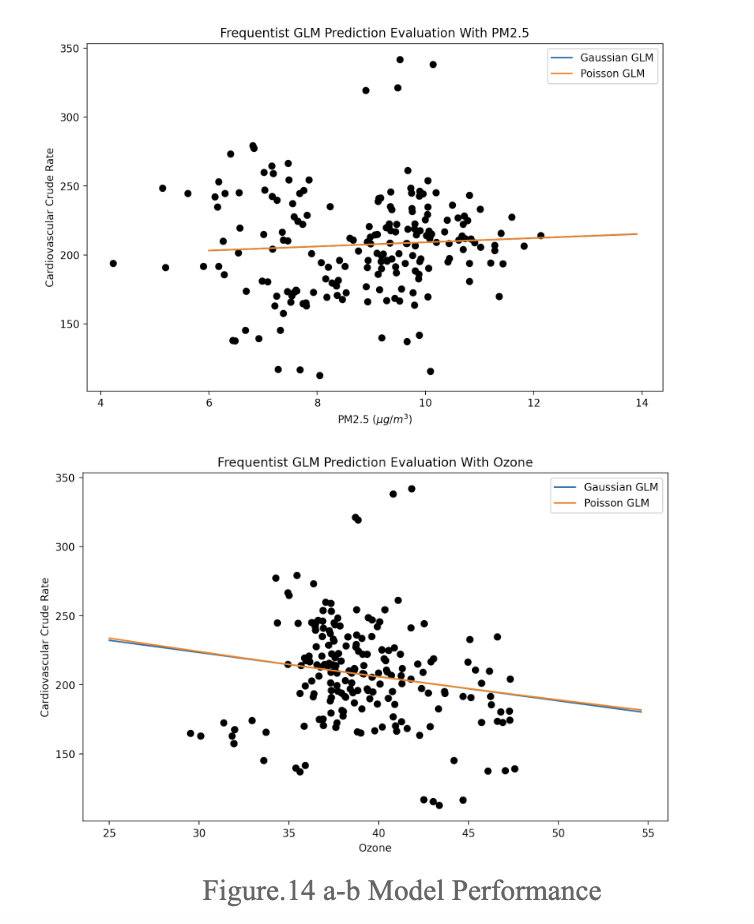 Frequentist GLM Prediction Evaluation With PM2.5
350
300
250
200
150
Cardiovascular Crude Rate
Gaussian GLM
Poisson GLM
4 6 8 10 12 14
PM2.5 (μg/m³)
Frequentist GLM Prediction Evaluation With Ozone
350
300
250
200
150
Cardiovascular Crude Rate
Gaussian GLM
Poisson GLM
25 30 35 40 45 50 55
Ozone
Figure.14 a-b Model Performance